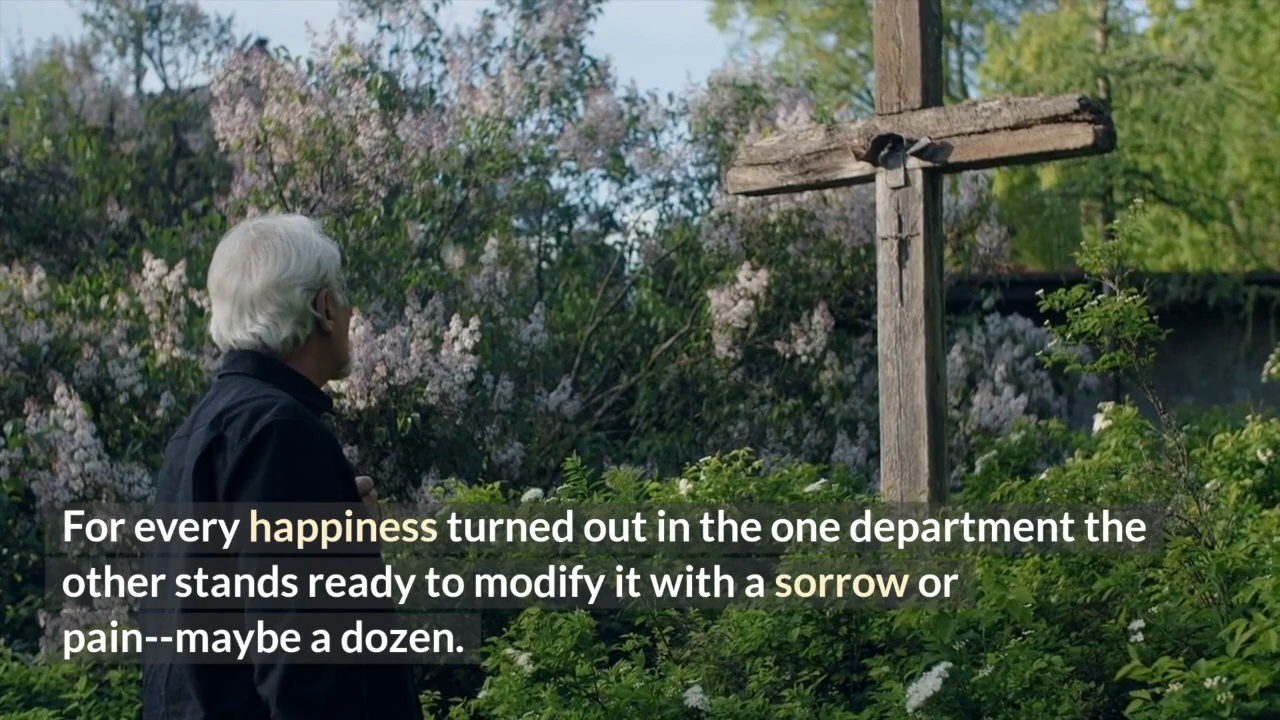 For every happiness turned out in the one department the
other stands ready to modify it with a sorrow or
pain--maybe a dozen.